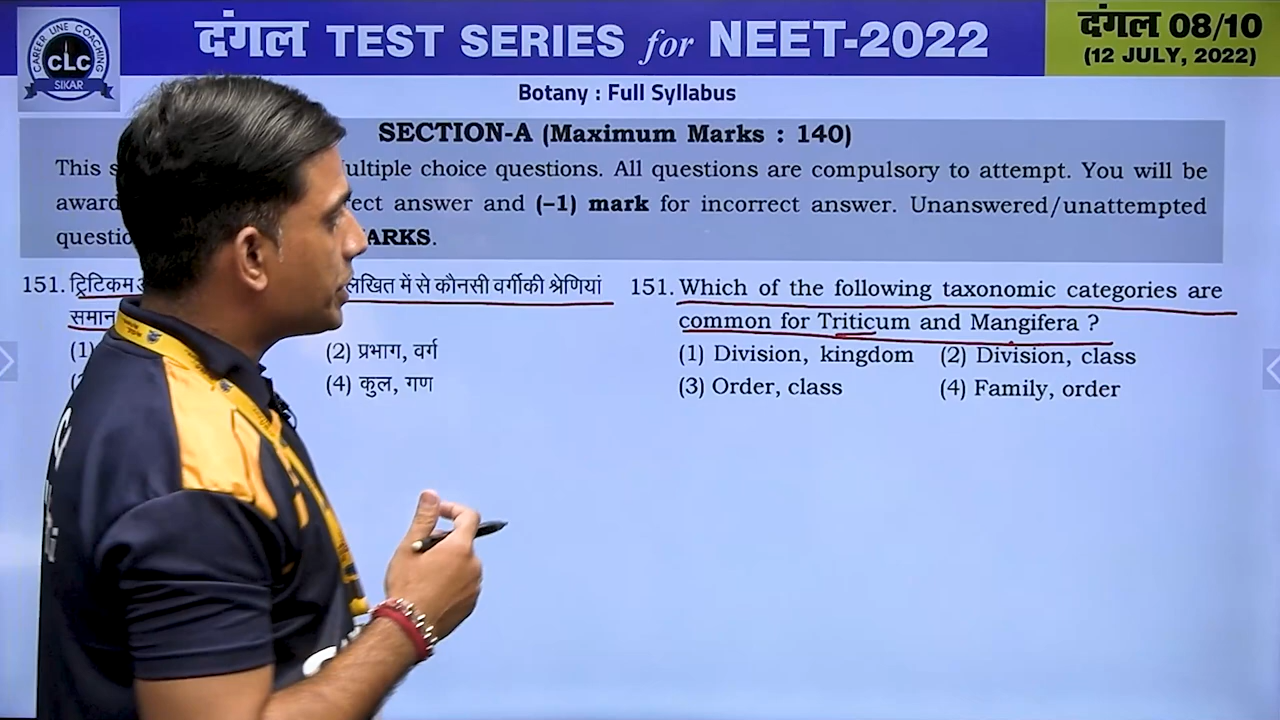 CAREER LINE COACHING
CLC
SIKAR
दंगल TEST SERIES for NEET-2022
दंगल 08/10
(12 JULY, 2022)
Botany : Full Syllabus
SECTION-A (Maximum Marks : 140)
This ultiple choice questions. All questions are compulsory to attempt. You will be
award ect answer and (–1) mark for incorrect answer. Unanswered/unattempted
questio ARKS.
151. ट्रिटिकम लिखित में से कौनसी वर्गीकी श्रेणियां
समान
(1)
(2) प्रभाग, वर्ग
(4) कुल, गण
151. Which of the following taxonomic categories are
common for Triticum and Mangifera ?
(1) Division, kingdom (2) Division, class
(3) Order, class (4) Family, order